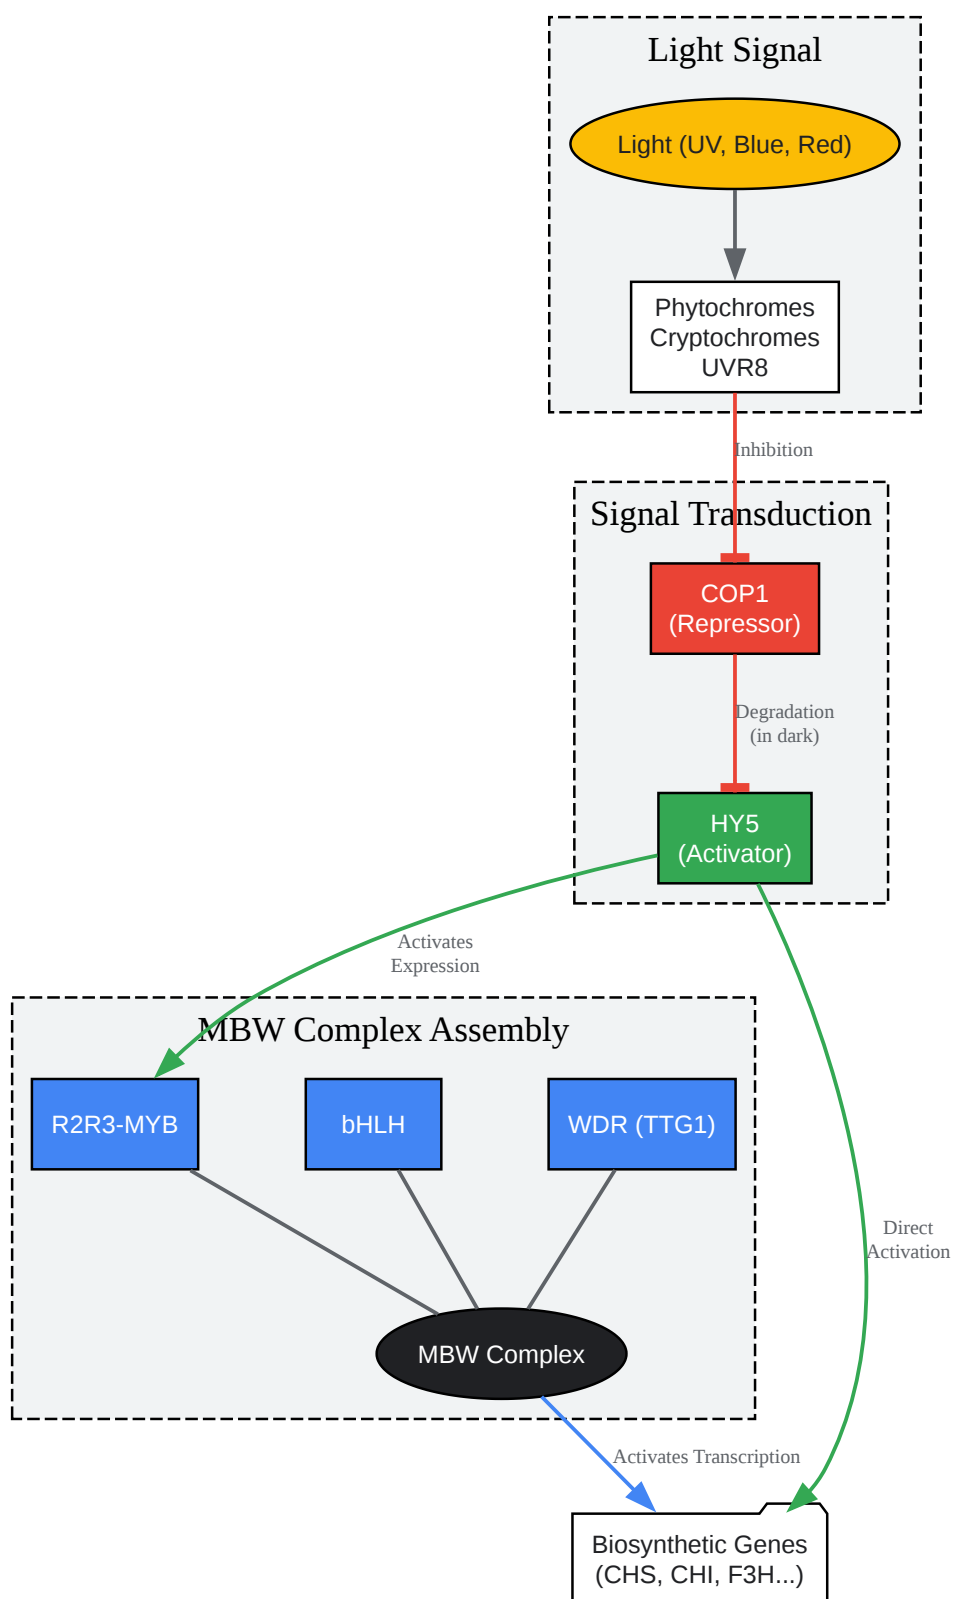 Light Signal
Light (UV, Blue, Red)
Phytochromes
Cryptochromes
UVR8
Inhibition
Signal Transduction
COP1
(Repressor)
Degradation
(in dark)
HY5
(Activator)
Activates
Expression
MBW Complex Assembly
R2R3-MYB
bHLH
WDR (TTG1)
Direct
Activation
MBW Complex
Activates Transcription
Biosynthetic Genes
(CHS, CHI, F3H...)